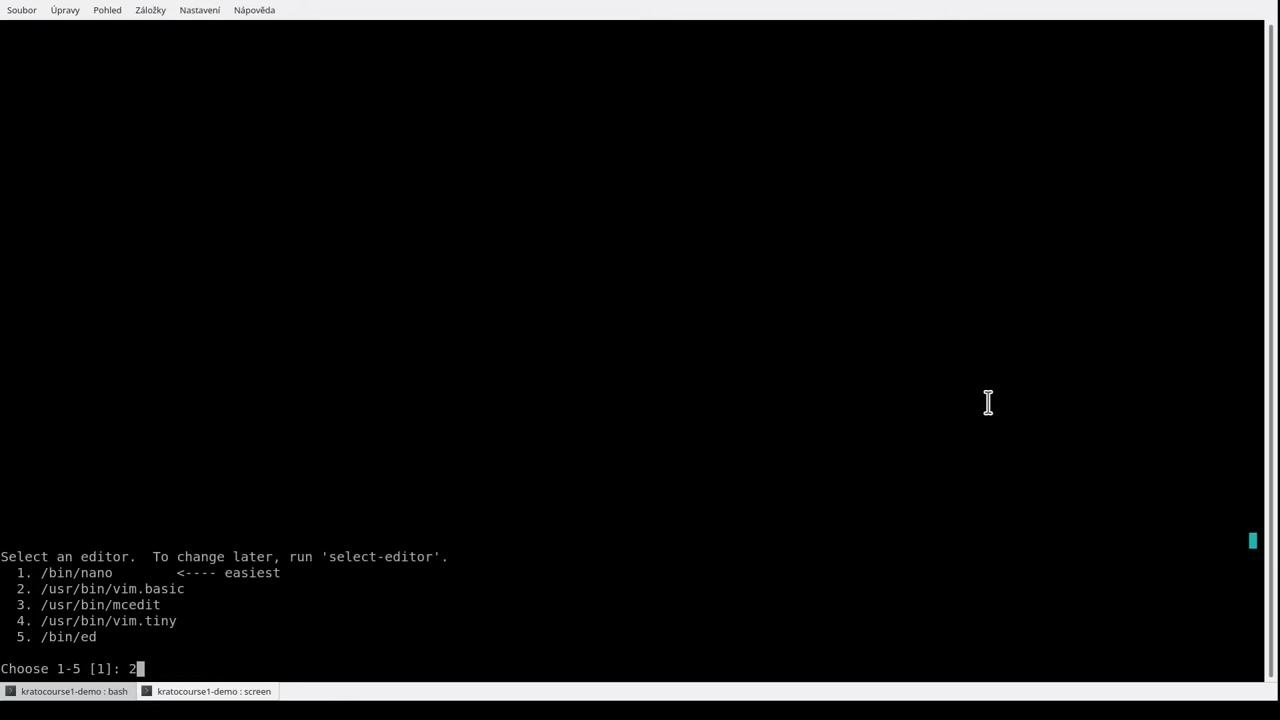 Soubor Úpravy Pohled Záložky Nastavení Nápověda
Select an editor.  To change later, run 'select-editor'.
  1. /bin/nano        <---- easiest
  2. /usr/bin/vim.basic
  3. /usr/bin/mcedit
  4. /usr/bin/vim.tiny
  5. /bin/ed
Choose 1-5 [1]: 2
kratocourse1-demo : bash kratocourse1-demo : screen